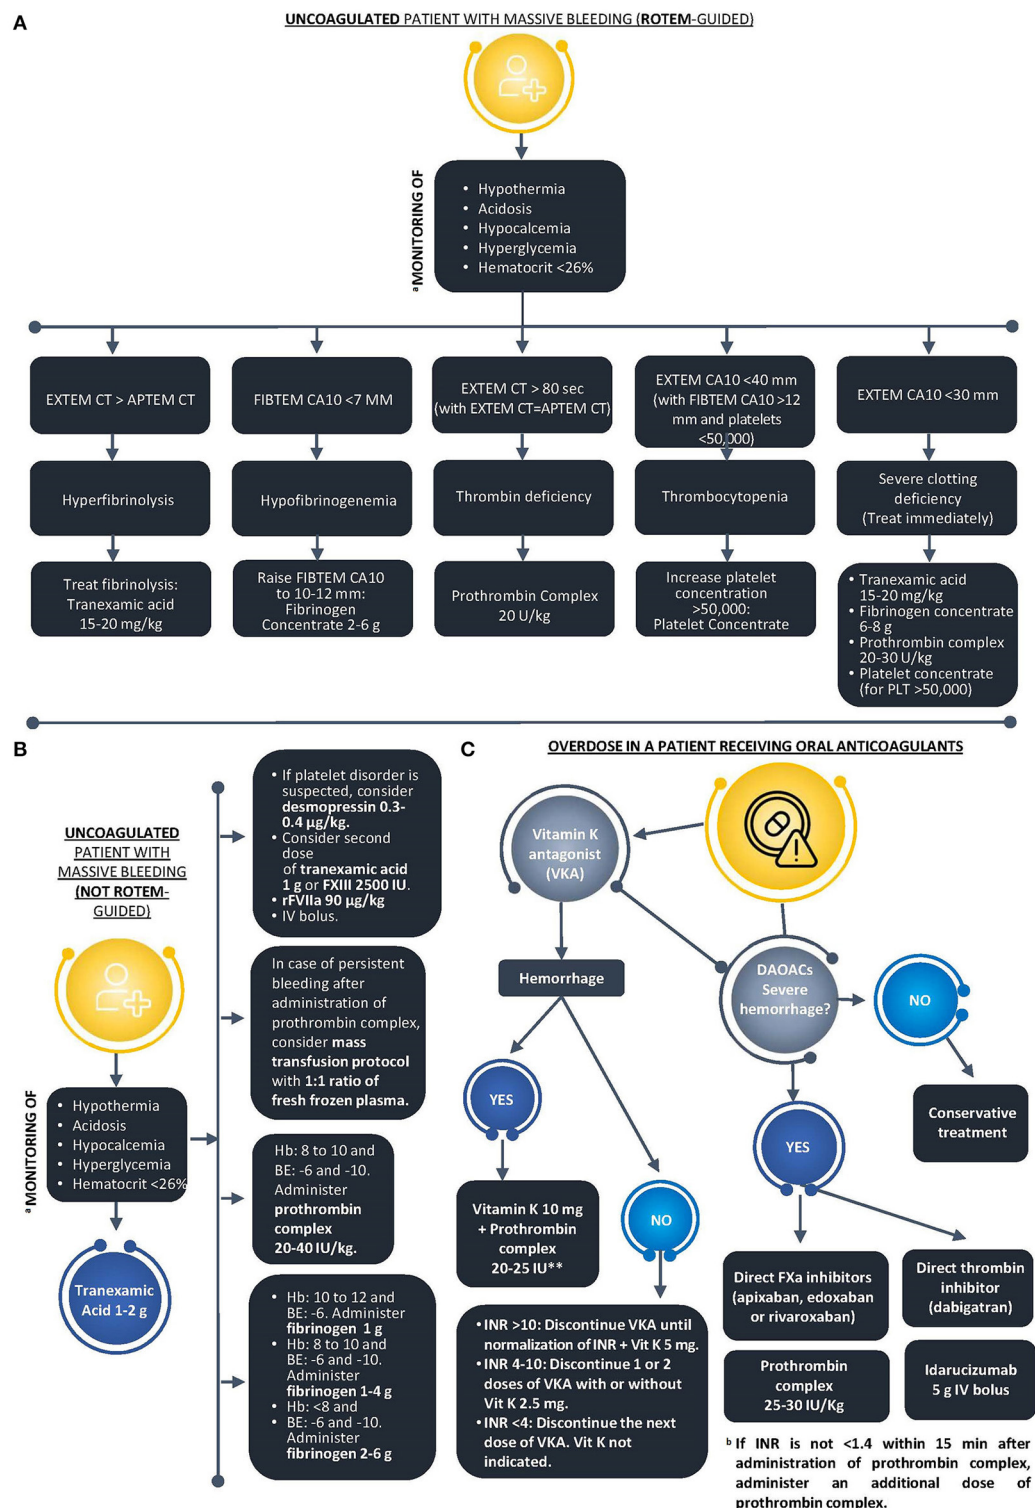 A
UNCOAGULATED PATIENT WITH MASSIVE BLEEDING (ROTEM-GUIDED)
ᵃMONITORING OF
• Hypothermia
• Acidosis
• Hypocalcemia
• Hyperglycemia
• Hematocrit <26%
EXTEM CT > APTEM CT
Hyperfibrinolysis
Treat fibrinolysis:
Tranexamic acid
15-20 mg/kg
FIBTEM CA10 <7 MM
Hypofibrinogenemia
Raise FIBTEM CA10
to 10-12 mm:
Fibrinogen
Concentrate 2-6 g
EXTEM CT > 80 sec
(with EXTEM CT=APTEM CT)
Thrombin deficiency
Prothrombin Complex
20 U/kg
EXTEM CA10 <40 mm
(with FIBTEM CA10 >12
mm and platelets
<50,000)
Thrombocytopenia
Increase platelet
concentration
>50,000:
Platelet Concentrate
EXTEM CA10 <30 mm
Severe clotting
deficiency
(Treat immediately)
• Tranexamic acid
15-20 mg/kg
• Fibrinogen concentrate
6-8 g
• Prothrombin complex
20-30 U/kg
• Platelet concentrate
(for PLT >50,000)
B
UNCOAGULATED
PATIENT WITH
MASSIVE BLEEDING
(NOT ROTEM-
GUIDED)
ᵃMONITORING OF
• Hypothermia
• Acidosis
• Hypocalcemia
• Hyperglycemia
• Hematocrit <26%
Tranexamic
Acid 1-2 g
• If platelet disorder is
suspected, consider
desmopressin 0.3-
0.4 µg/kg.
• Consider second
dose
of tranexamic acid
1 g or FXIII 2500 IU.
• rFVIIa 90 µg/kg
• IV bolus.
In case of persistent
bleeding after
administration of
prothrombin complex,
consider mass
transfusion protocol
with 1:1 ratio of
fresh frozen plasma.
Hb: 8 to 10 and
BE: -6 and -10.
Administer
prothrombin
complex
20-40 IU/kg.
• Hb: 10 to 12 and
BE: -6. Administer
fibrinogen 1 g
• Hb: 8 to 10 and
BE: -6 and -10.
Administer
fibrinogen 1-4 g
• Hb: <8 and
• BE: -6 and -10.
Administer
fibrinogen 2-6 g
C
OVERDOSE IN A PATIENT RECEIVING ORAL ANTICOAGULANTS
Vitamin K
antagonist
(VKA)
Hemorrhage
YES
Vitamin K 10 mg
+ Prothrombin
complex
20-25 IU**
NO
• INR >10: Discontinue VKA until
normalization of INR + Vit K 5 mg.
• INR 4-10: Discontinue 1 or 2
doses of VKA with or without
Vit K 2.5 mg.
• INR <4: Discontinue the next
dose of VKA. Vit K not
indicated.
DAOACs
Severe
hemorrhage?
NO
Conservative
treatment
YES
Direct FXa inhibitors
(apixaban, edoxaban
or rivaroxaban)
Prothrombin
complex
25-30 IU/Kg
Direct thrombin
inhibitor
(dabigatran)
Idarucizumab
5 g IV bolus
ᵇ If INR is not <1.4 within 15 min after
administration of prothrombin complex,
administer an additional dose of
prothrombin complex.